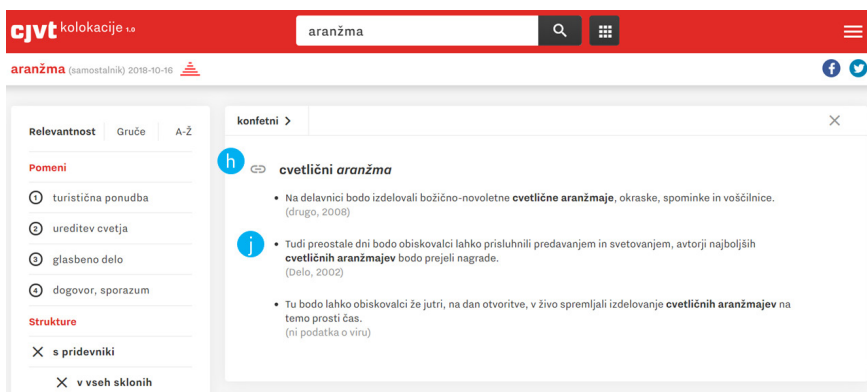 cjvt kolokacije 1.0
aranžma
aranžma (samostalnik) 2018-10-16
Relevantnost Gruče A-Ž
Pomeni
1 turistična ponudba
2 ureditev cvetja
3 glasbeno delo
4 dogovor, sporazum
Strukture
s pridevniki
v vseh sklonih
konfetni >
h
cvetlični aranžma
• Na delavnici bodo izdelovali božično-novoletne cvetlične aranžmaje, okraske, spominke in voščilnice.
(drugo, 2008)
j
• Tudi preostale dni bodo obiskovalci lahko prisluhnili predavanjem in svetovanjem, avtorji najboljših
cvetličnih aranžmajev bodo prejeli nagrade.
(Delo, 2002)
• Tu bodo lahko obiskovalci že jutri, na dan otvoritve, v živo spremljali izdelovanje cvetličnih aranžmajev na
temo prosti čas.
(ni podatka o viru)